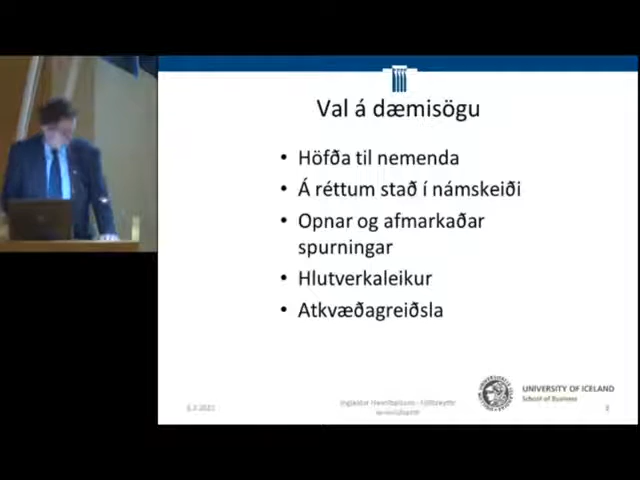 Val á dæmisögu
• Höfða til nemenda
• Á réttum stað í námskeiði
• Opnar og afmarkaðar
spurningar
• Hlutverkaleikur
• Atkvæðagreiðsla
UNIVERSITY OF ICELAND
School of Business